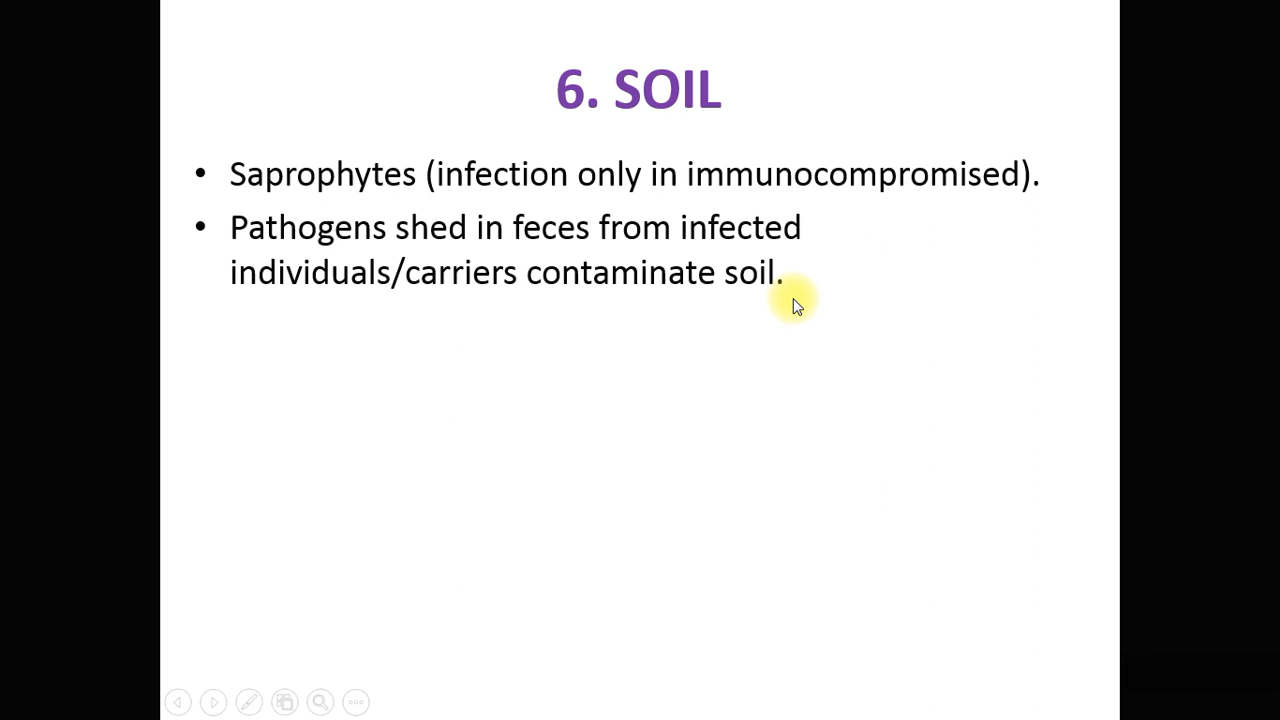 6. SOIL
• Saprophytes (infection only in immunocompromised).
• Pathogens shed in feces from infected
individuals/carriers contaminate soil.